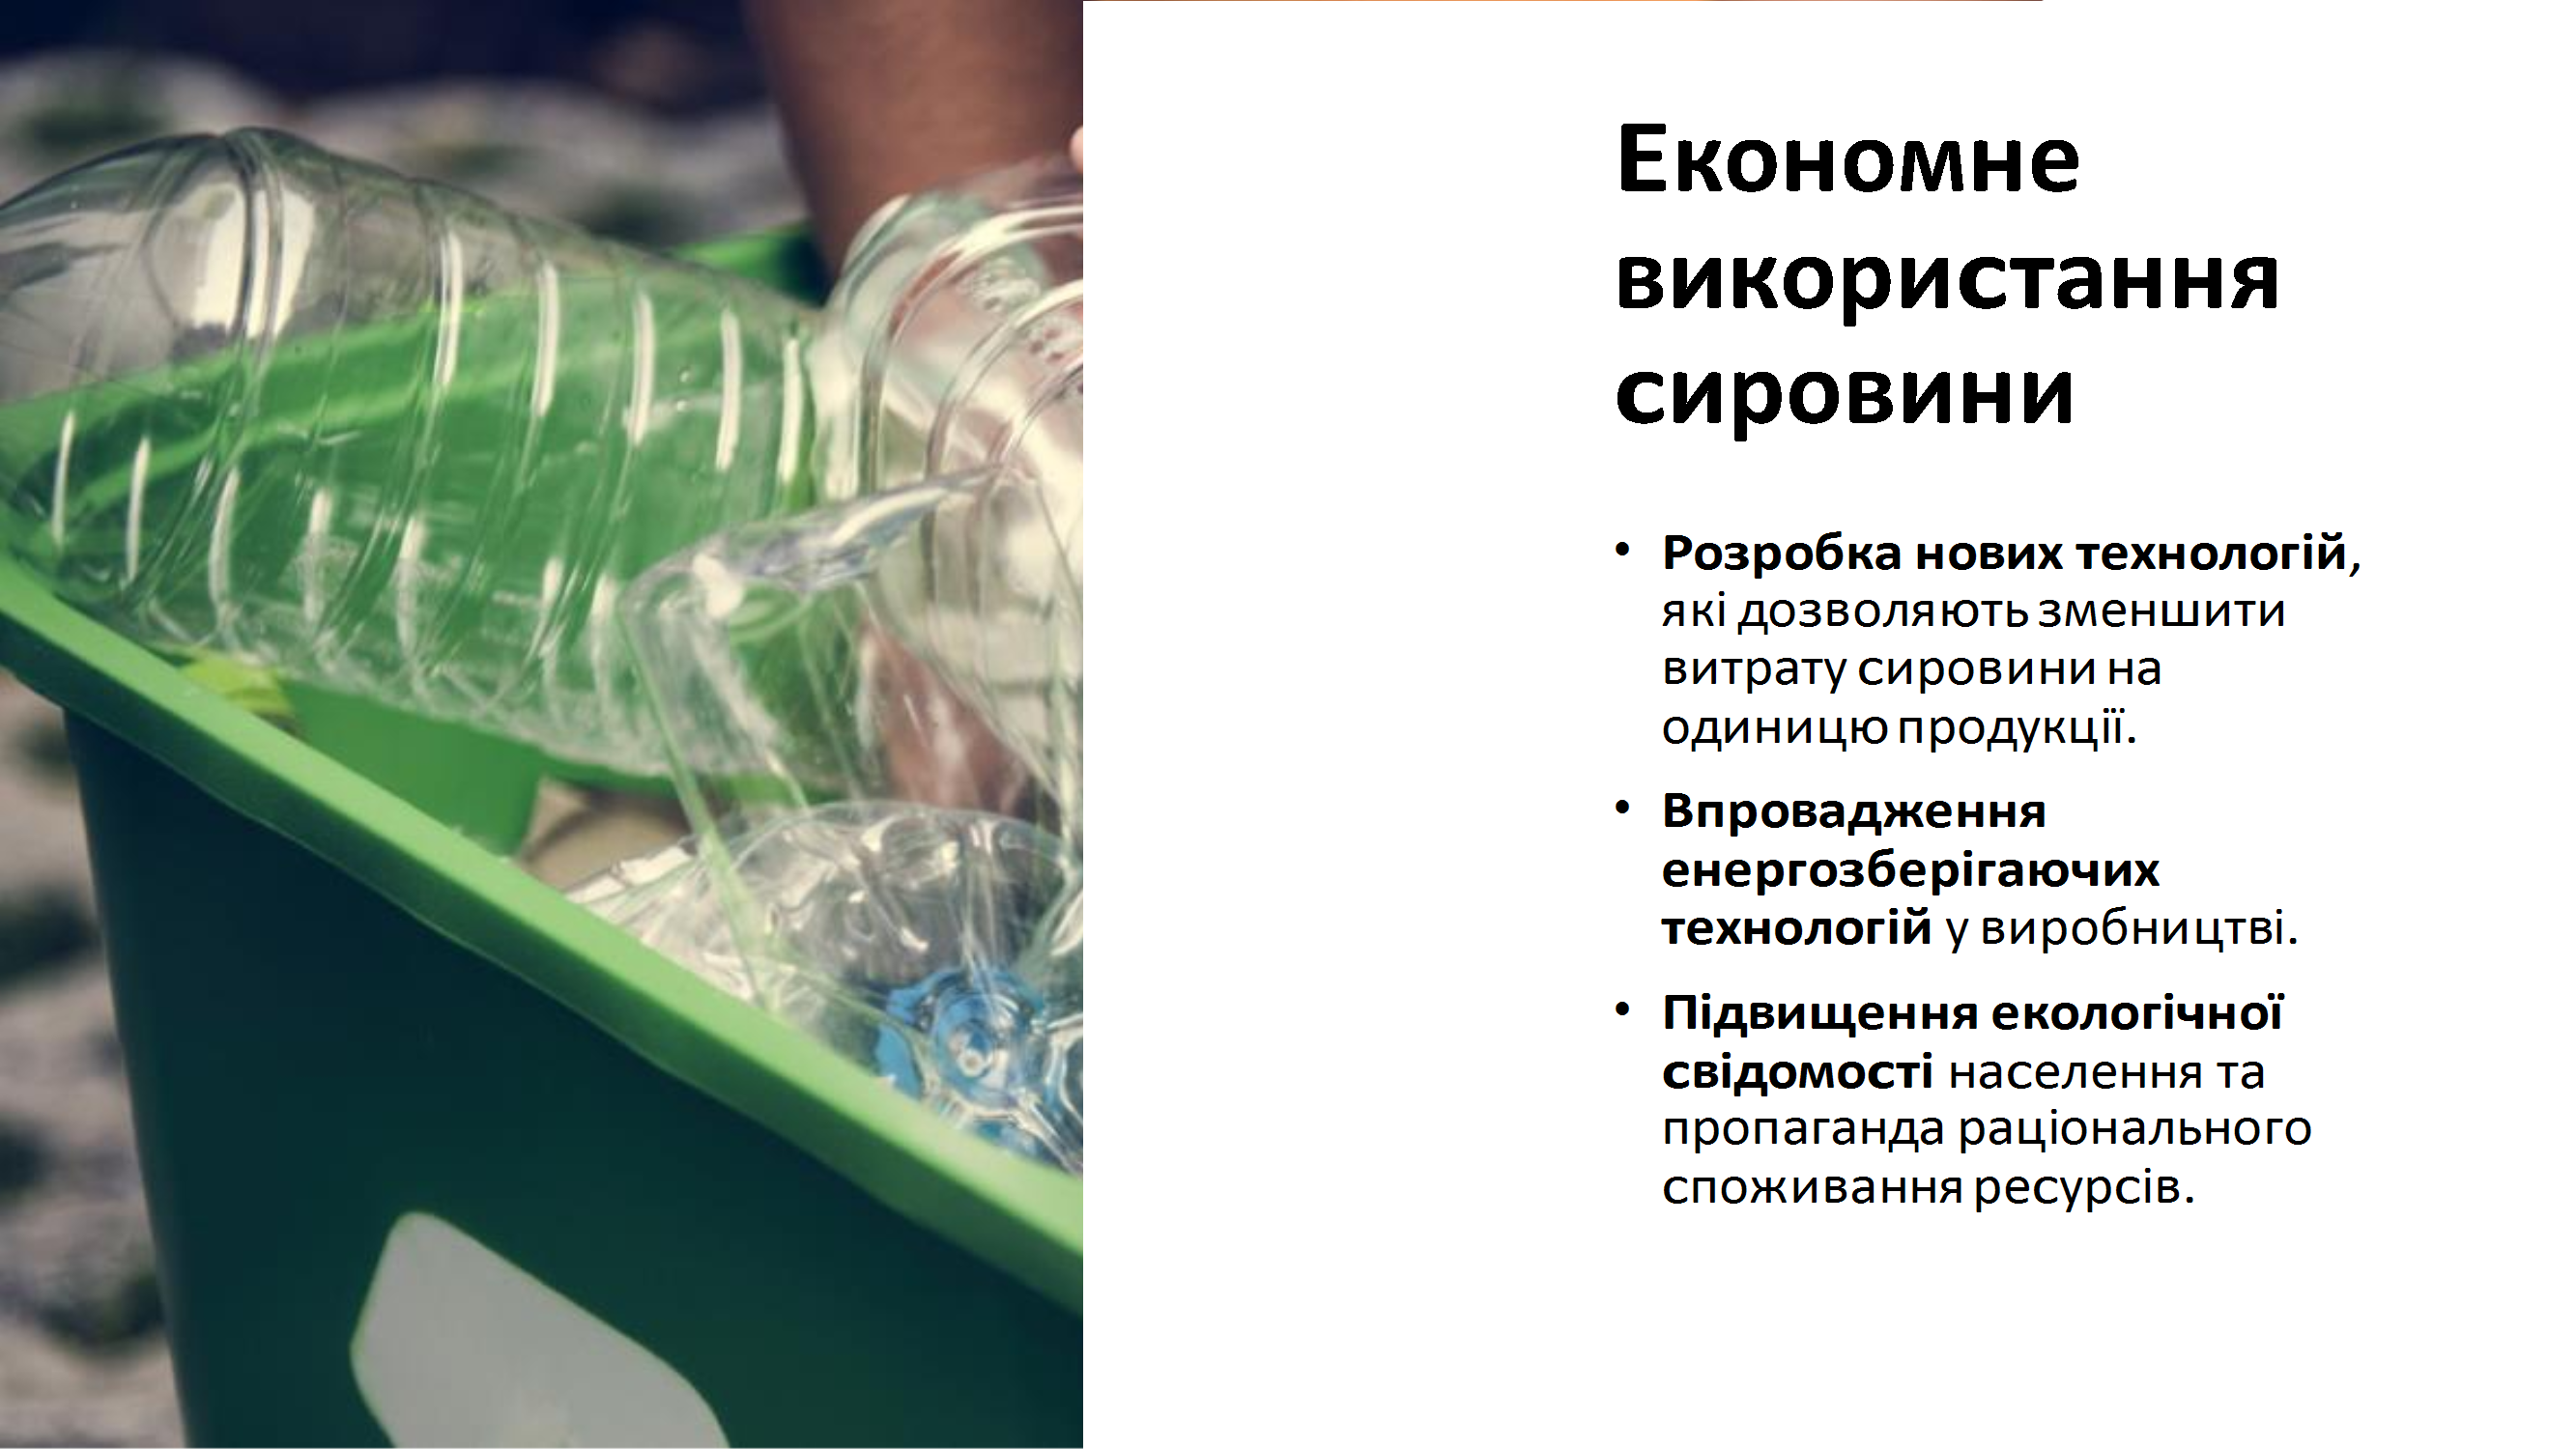 Економне
використання
сировини
• Розробка нових технологій,
які дозволяють зменшити
витрату сировини на
одиницю продукції.
• Впровадження
енергозберігаючих
технологій у виробництві.
• Підвищення екологічної
свідомості населення та
пропаганда раціонального
споживання ресурсів.